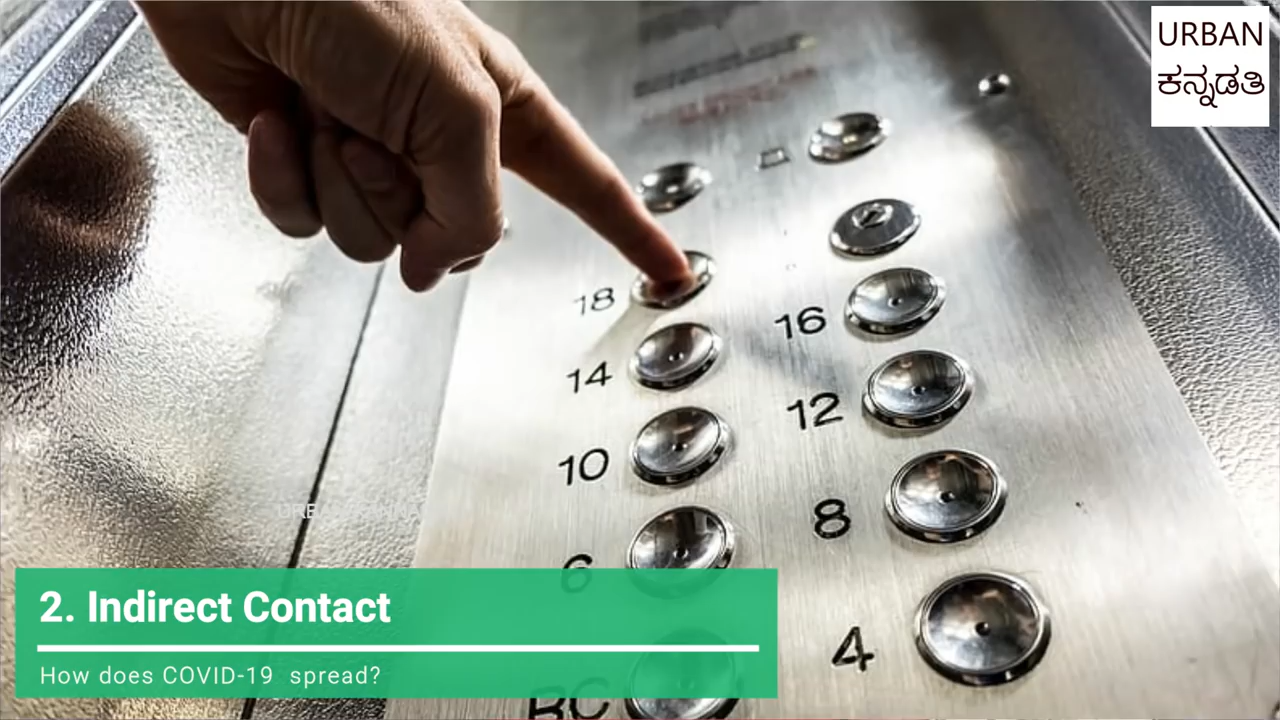 URBAN
ಕನ್ನಡತಿ
18
16
14
12
10
8
6
4
RC
2. Indirect Contact
How does COVID-19 spread?